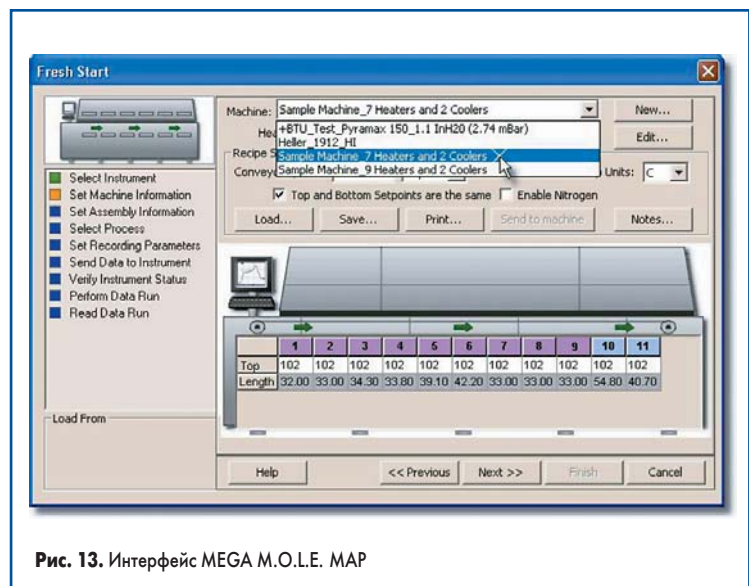 Fresh Start
Machine: Sample Machine_7 Heaters and 2 Coolers New...
+BTU_Test_Pyramax 150_1.1 InH20 (2.74 mBar)
Heller_1912_HI Edit...
Sample Machine_7 Heaters and 2 Coolers
Sample Machine_9 Heaters and 2 Coolers Units: C
Top and Bottom Setpoints are the same Enable Nitrogen
Load... Save... Print... Send to machine Notes...
Select Instrument
Set Machine Information
Set Assembly Information
Select Process
Set Recording Parameters
Send Data to Instrument
Verify Instrument Status
Perform Data Run
Read Data Run
1 2 3 4 5 6 7 8 9 10 11
Top 102 102 102 102 102 102 102 102 102 102 102
Length 32.00 33.00 34.30 33.80 39.10 42.20 33.00 33.00 33.00 54.80 40.70
Load From
Help << Previous Next >> Finish Cancel
Рис. 13. Интерфейс MEGA M.O.L.E. MAP